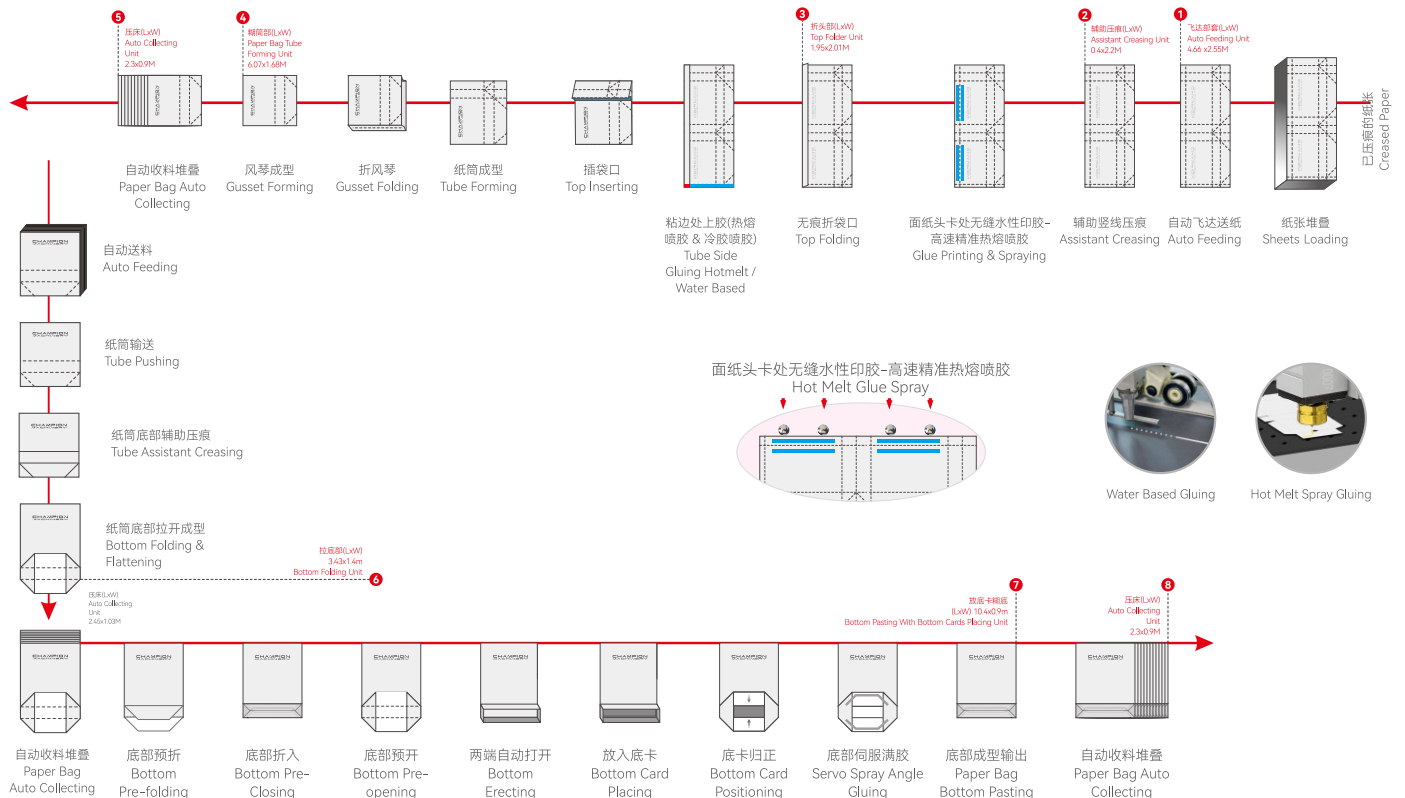 5
压床(LxW)
Auto Collecting
Unit
2.3x0.9M
4
糊筒部(LxW)
Paper Bag Tube
Forming Unit
6.07x1.68M
3
折头部(LxW)
Top Folder Unit
1.95x2.01M
2
辅助压痕(LxW)
Assistant Creasing Unit
0.4x2.2M
1
飞达部套(LxW)
Auto Feeding Unit
4.66 x2.55M
已压痕的纸张
Creased Paper
CHAMPION
CHAMPION
CHAMPION
CHAMPION
CHAMPION
自动收料堆叠
Paper Bag Auto
Collecting
风琴成型
Gusset Forming
折风琴
Gusset Folding
纸筒成型
Tube Forming
插袋口
Top Inserting
粘边处上胶(热熔
喷胶 & 冷胶喷胶)
Tube Side
Gluing Hotmelt /
Water Based
无痕折袋口
Top Folding
面纸头卡处无缝水性印胶-
高速精准热熔喷胶
Glue Printing & Spraying
辅助竖线压痕
Assistant Creasing
自动飞达送纸
Auto Feeding
纸张堆叠
Sheets Loading
CHAMPION
自动送料
Auto Feeding
CHAMPION
纸筒输送
Tube Pushing
CHAMPION
纸筒底部辅助压痕
Tube Assistant Creasing
CHAMPION
纸筒底部拉开成型
Bottom Folding &
Flattening
面纸头卡处无缝水性印胶-高速精准热熔喷胶
Hot Melt Glue Spray
Water Based Gluing
Hot Melt Spray Gluing
拉底部(LxW)
3.43x1.4m
Bottom Folding Unit
6
压床(LxW)
Auto Collecting
Unit
2.45x1.03M
7
放底卡糊底
(LxW) 10.4x0.9m
Bottom Pasting With Bottom Cards Placing Unit
8
压床(LxW)
Auto Collecting
Unit
2.3x0.9M
CHAMPION
CHAMPION
CHAMPION
CHAMPION
CHAMPION
CHAMPION
CHAMPION
CHAMPION
CHAMPION
CHAMPION
自动收料堆叠
Paper Bag
Auto Collecting
底部预折
Bottom
Pre-folding
底部折入
Bottom Pre-
Closing
底部预开
Bottom Pre-
opening
两端自动打开
Bottom
Erecting
放入底卡
Bottom Card
Placing
底卡归正
Bottom Card
Positioning
底部伺服满胶
Servo Spray Angle
Gluing
底部成型输出
Paper Bag
Bottom Pasting
自动收料堆叠
Paper Bag Auto
Collecting